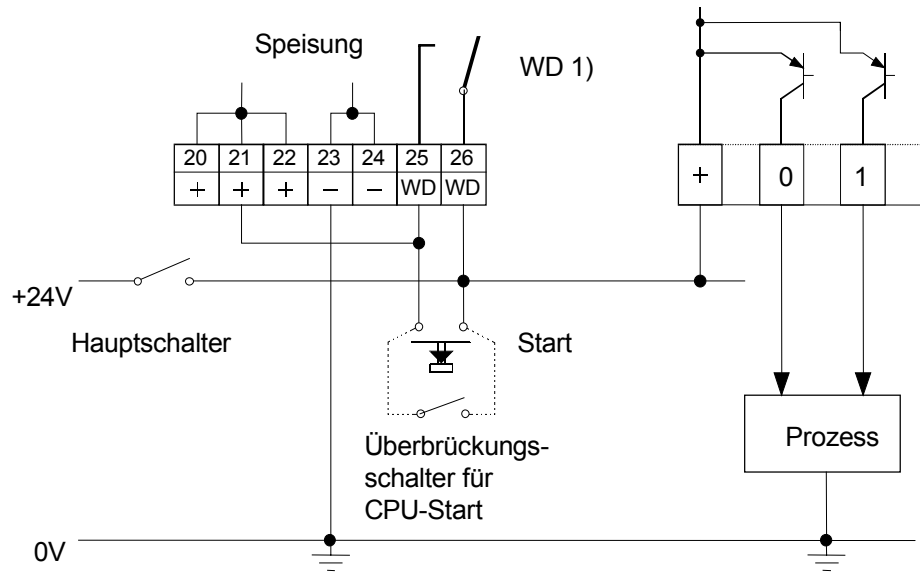 Speisung
WD 1)
20 21 22 23 24 25 26
+ + + − − WD WD
+ 0 1
+24V
Hauptschalter
Start
Überbrückungs-
schalter für
CPU-Start
Prozess
0V